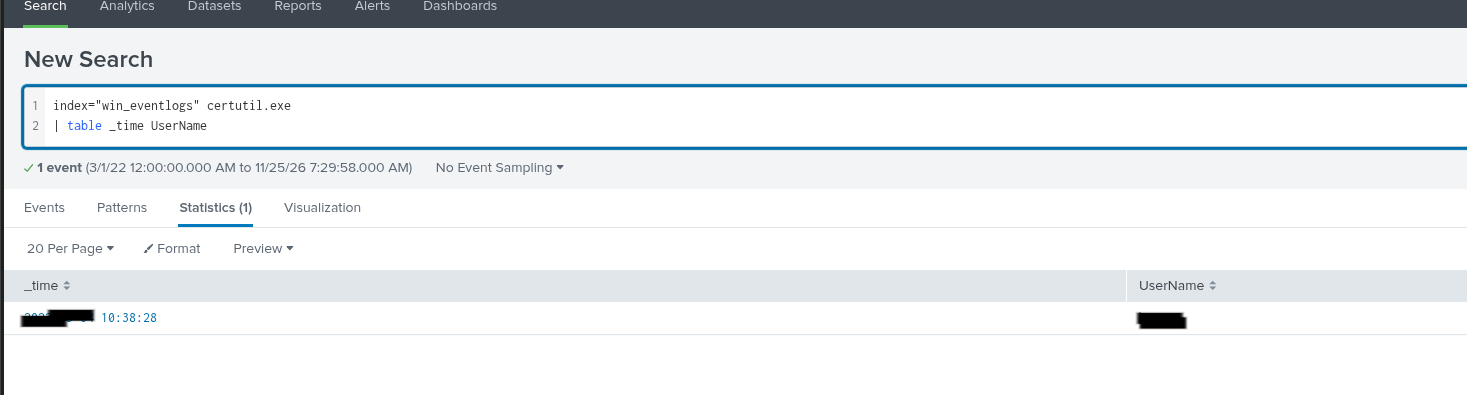 Search Analytics Datasets Reports Alerts Dashboards
New Search
1 index="win_eventlogs" certutil.exe
2 | table _time UserName
✓ 1 event (3/1/22 12:00:00.000 AM to 11/25/26 7:29:58.000 AM) No Event Sampling
Events Patterns Statistics (1) Visualization
20 Per Page Format Preview
_time UserName
10:38:28